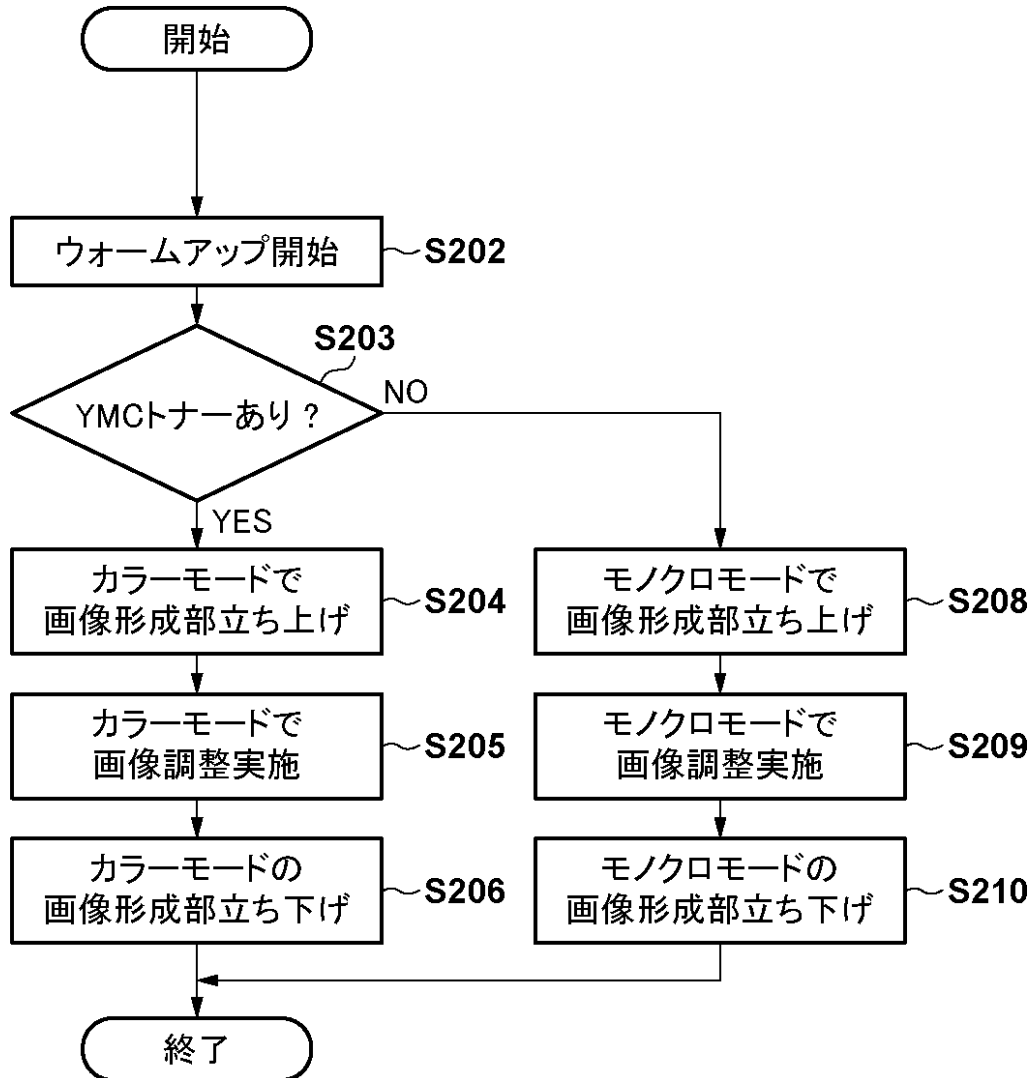 開始
ウォームアップ開始
S202
S203
YMCトナーあり？
NO
YES
カラーモードで
画像形成部立ち上げ
S204
モノクロモードで
画像形成部立ち上げ
S208
カラーモードで
画像調整実施
S205
モノクロモードで
画像調整実施
S209
カラーモードの
画像形成部立ち下げ
S206
モノクロモードの
画像形成部立ち下げ
S210
終了